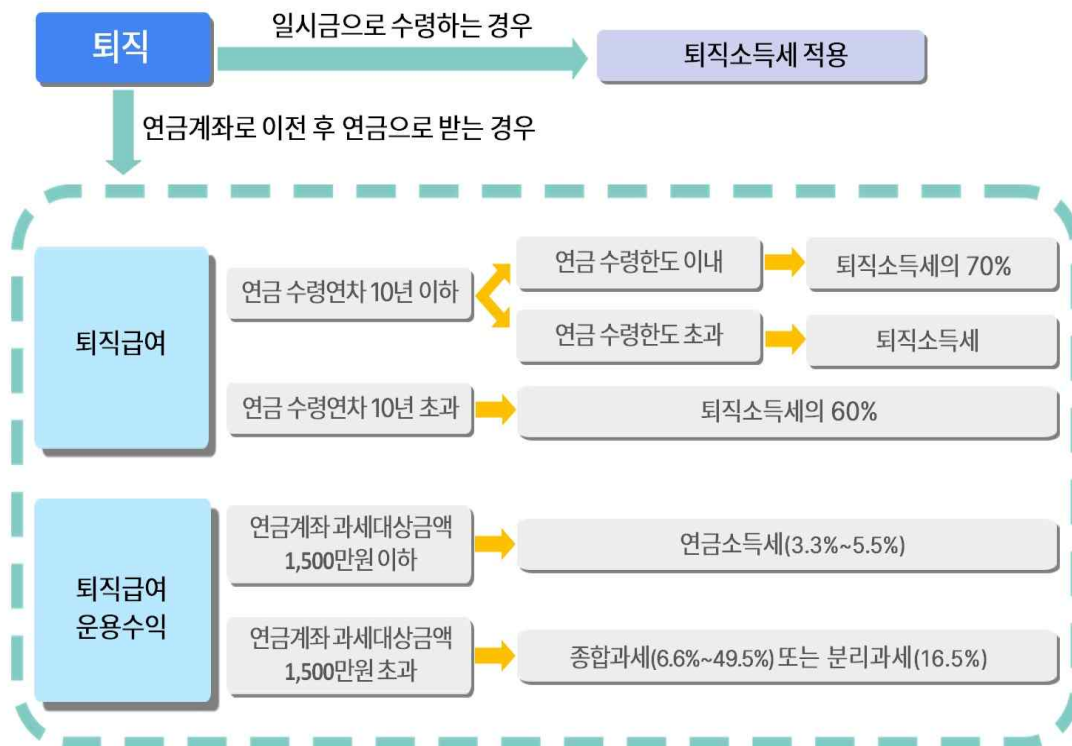 퇴직
일시금으로 수령하는 경우
퇴직소득세 적용
연금계좌로 이전 후 연금으로 받는 경우
퇴직급여
연금 수령연차 10년 이하
연금 수령한도 이내
퇴직소득세의 70%
연금 수령한도 초과
퇴직소득세
연금 수령연차 10년 초과
퇴직소득세의 60%
퇴직급여
운용수익
연금계좌 과세대상금액
1,500만원 이하
연금소득세(3.3%~5.5%)
연금계좌 과세대상금액
1,500만원 초과
종합과세(6.6%~49.5%) 또는 분리과세(16.5%)